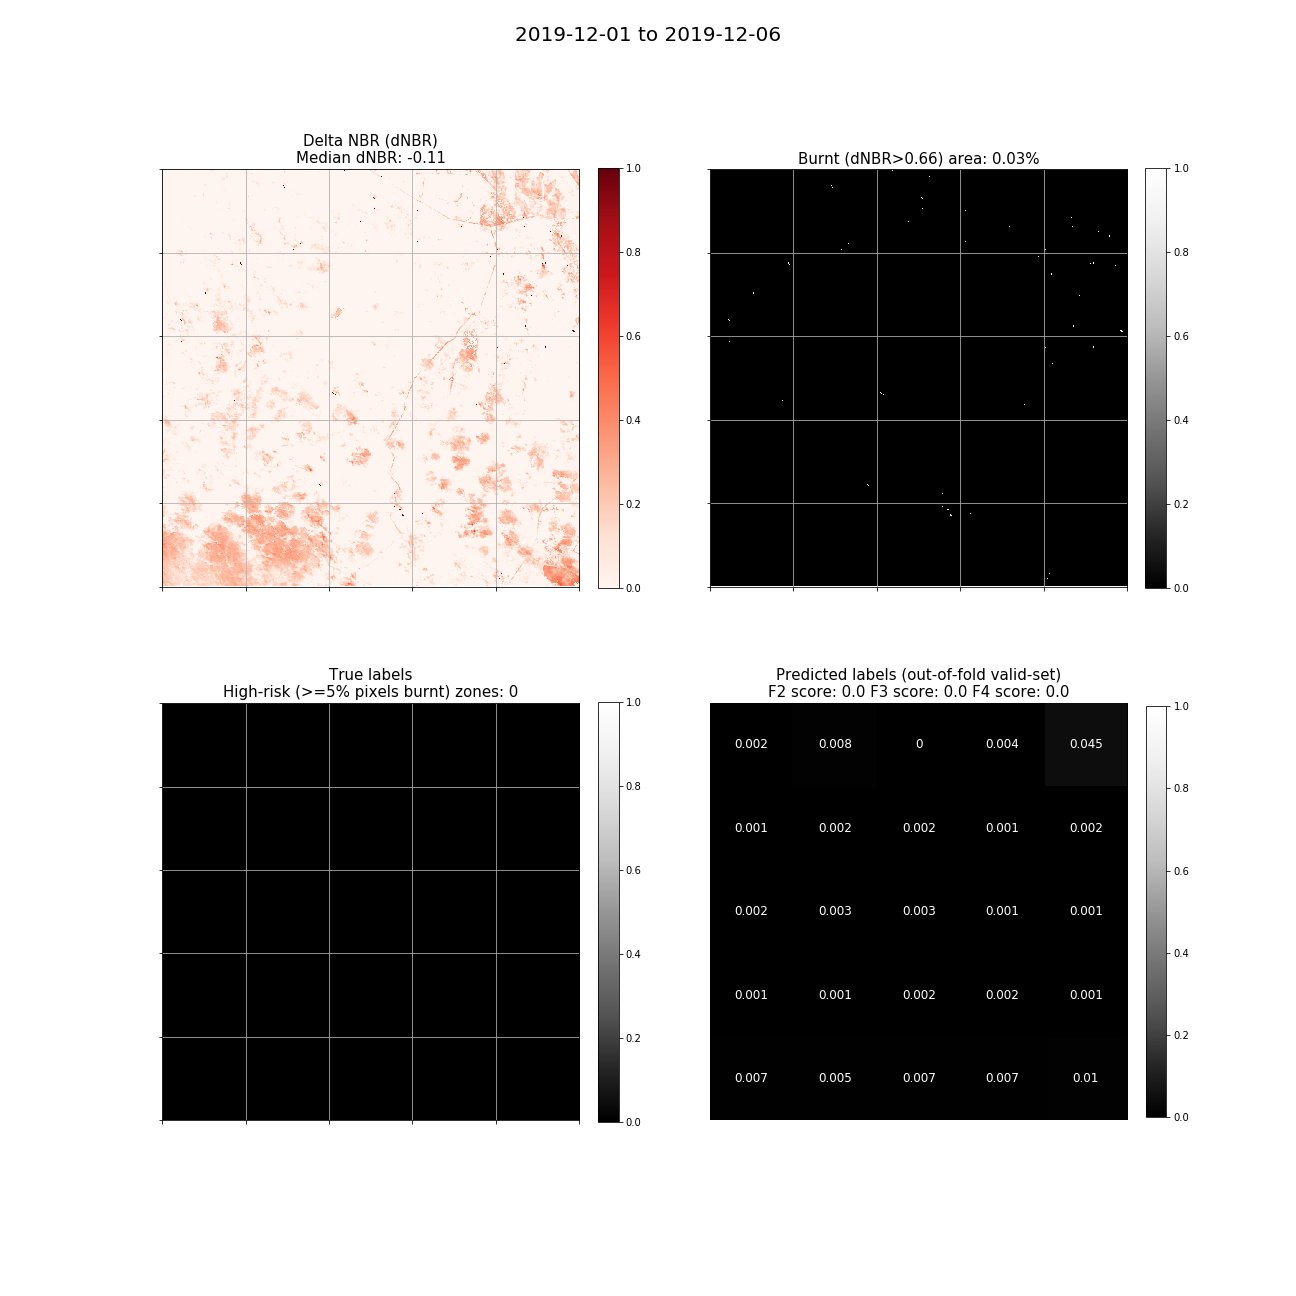 2019-12-01 to 2019-12-06
Delta NBR (dNBR)
Median dNBR: -0.11
1.0
0.8
0.6
0.4
0.2
0.0
Burnt (dNBR>0.66) area: 0.03%
1.0
0.8
0.6
0.4
0.2
0.0
True labels
High-risk (>=5% pixels burnt) zones: 0
1.0
0.8
0.6
0.4
0.2
0.0
Predicted labels (out-of-fold valid-set)
F2 score: 0.0 F3 score: 0.0 F4 score: 0.0
0.002 0.008 0 0.004 0.045
0.001 0.002 0.002 0.001 0.002
0.002 0.003 0.003 0.001 0.001
0.001 0.001 0.002 0.002 0.001
0.007 0.005 0.007 0.007 0.01
1.0
0.8
0.6
0.4
0.2
0.0